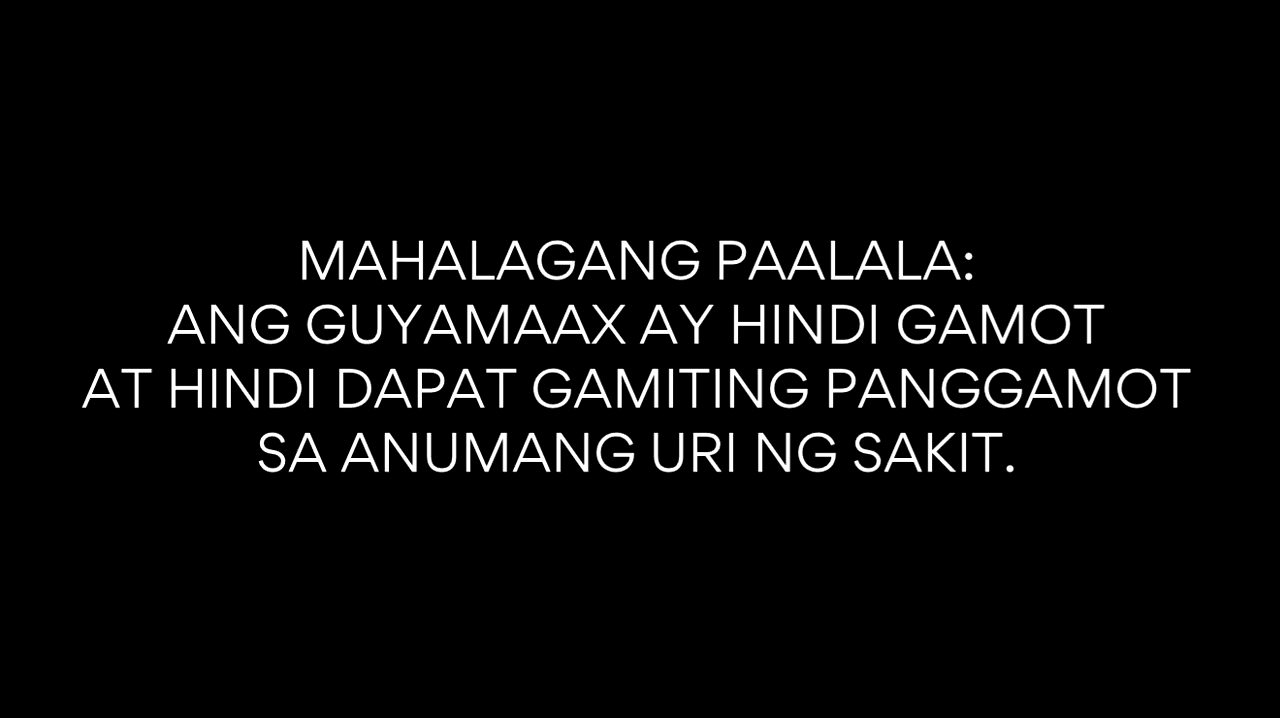 MAHALAGANG PAALALA:
ANG GUYAMAAX AY HINDI GAMOT
AT HINDI DAPAT GAMITING PANGGAMOT
SA ANUMANG URI NG SAKIT.